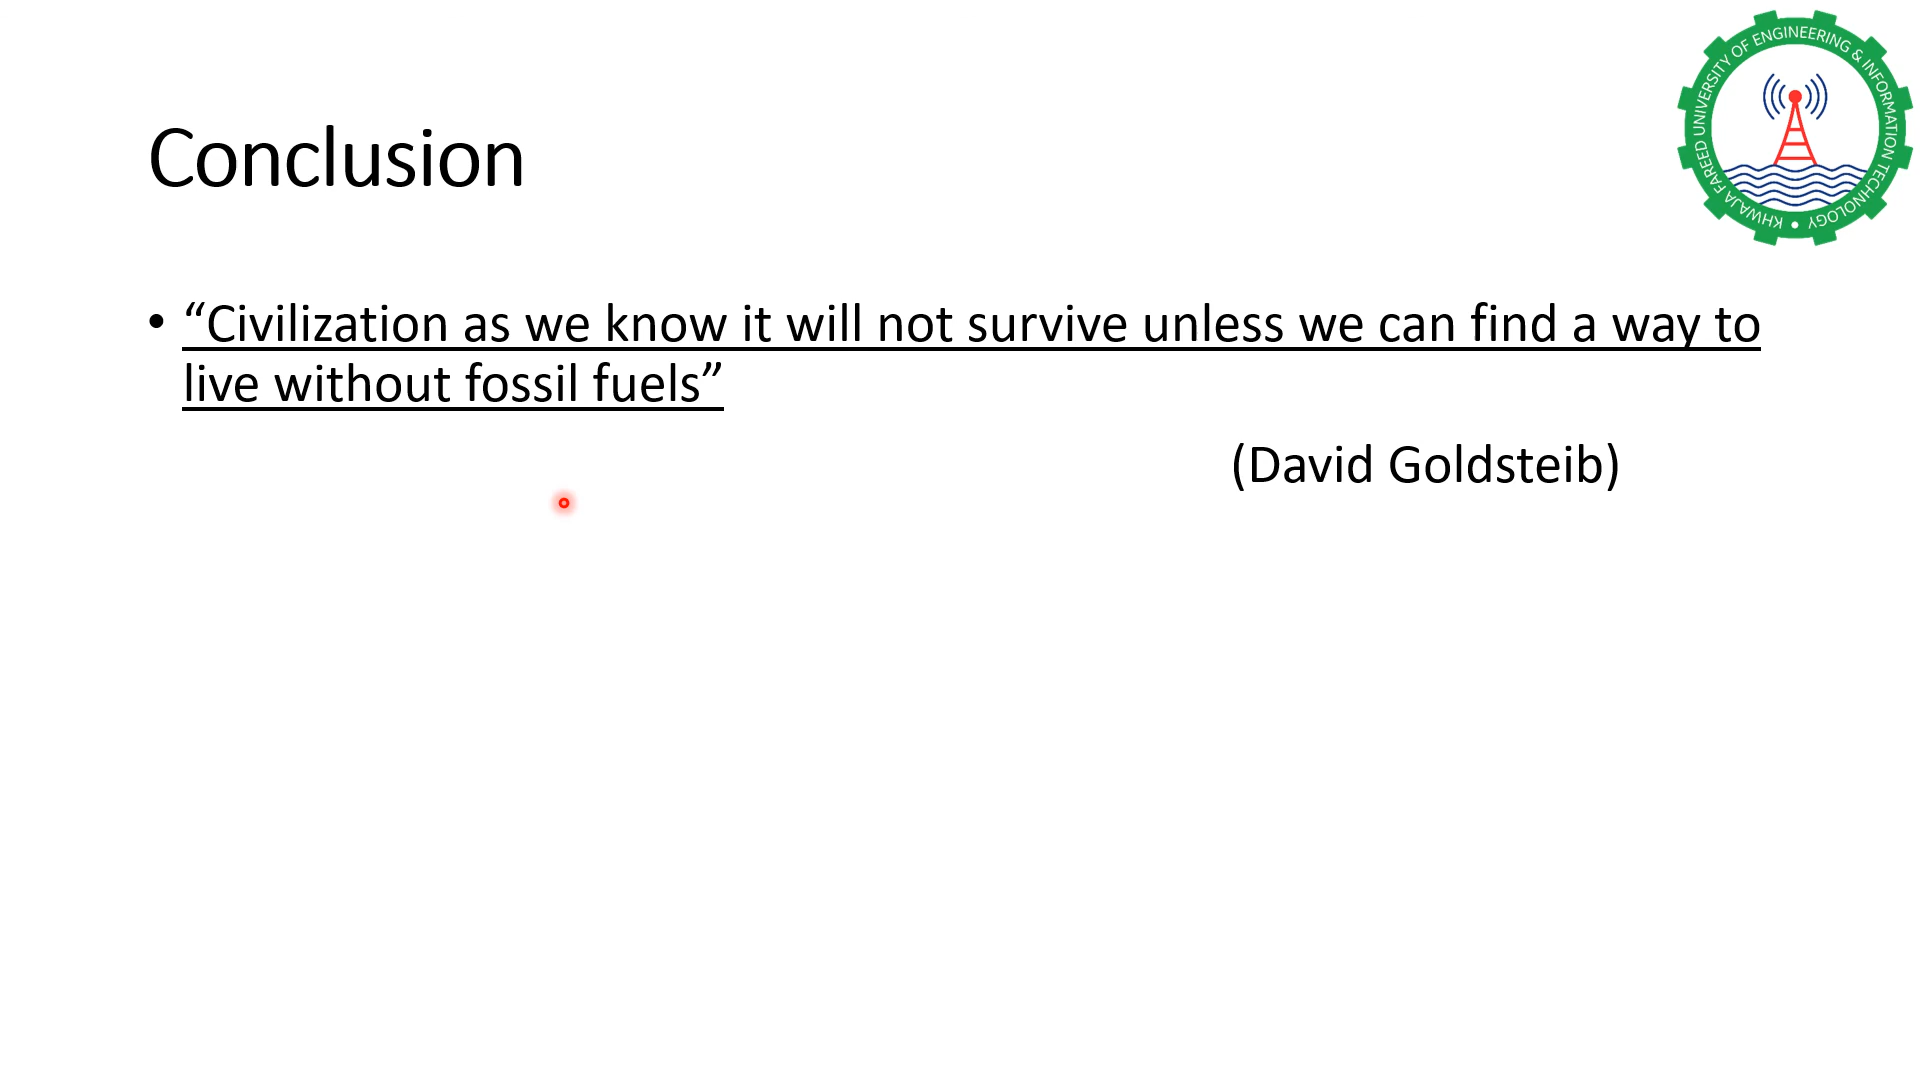 KHWAJA FAREED UNIVERSITY OF ENGINEERING & INFORMATION TECHNOLOGY
Conclusion
• “Civilization as we know it will not survive unless we can find a way to
live without fossil fuels”
(David Goldsteib)